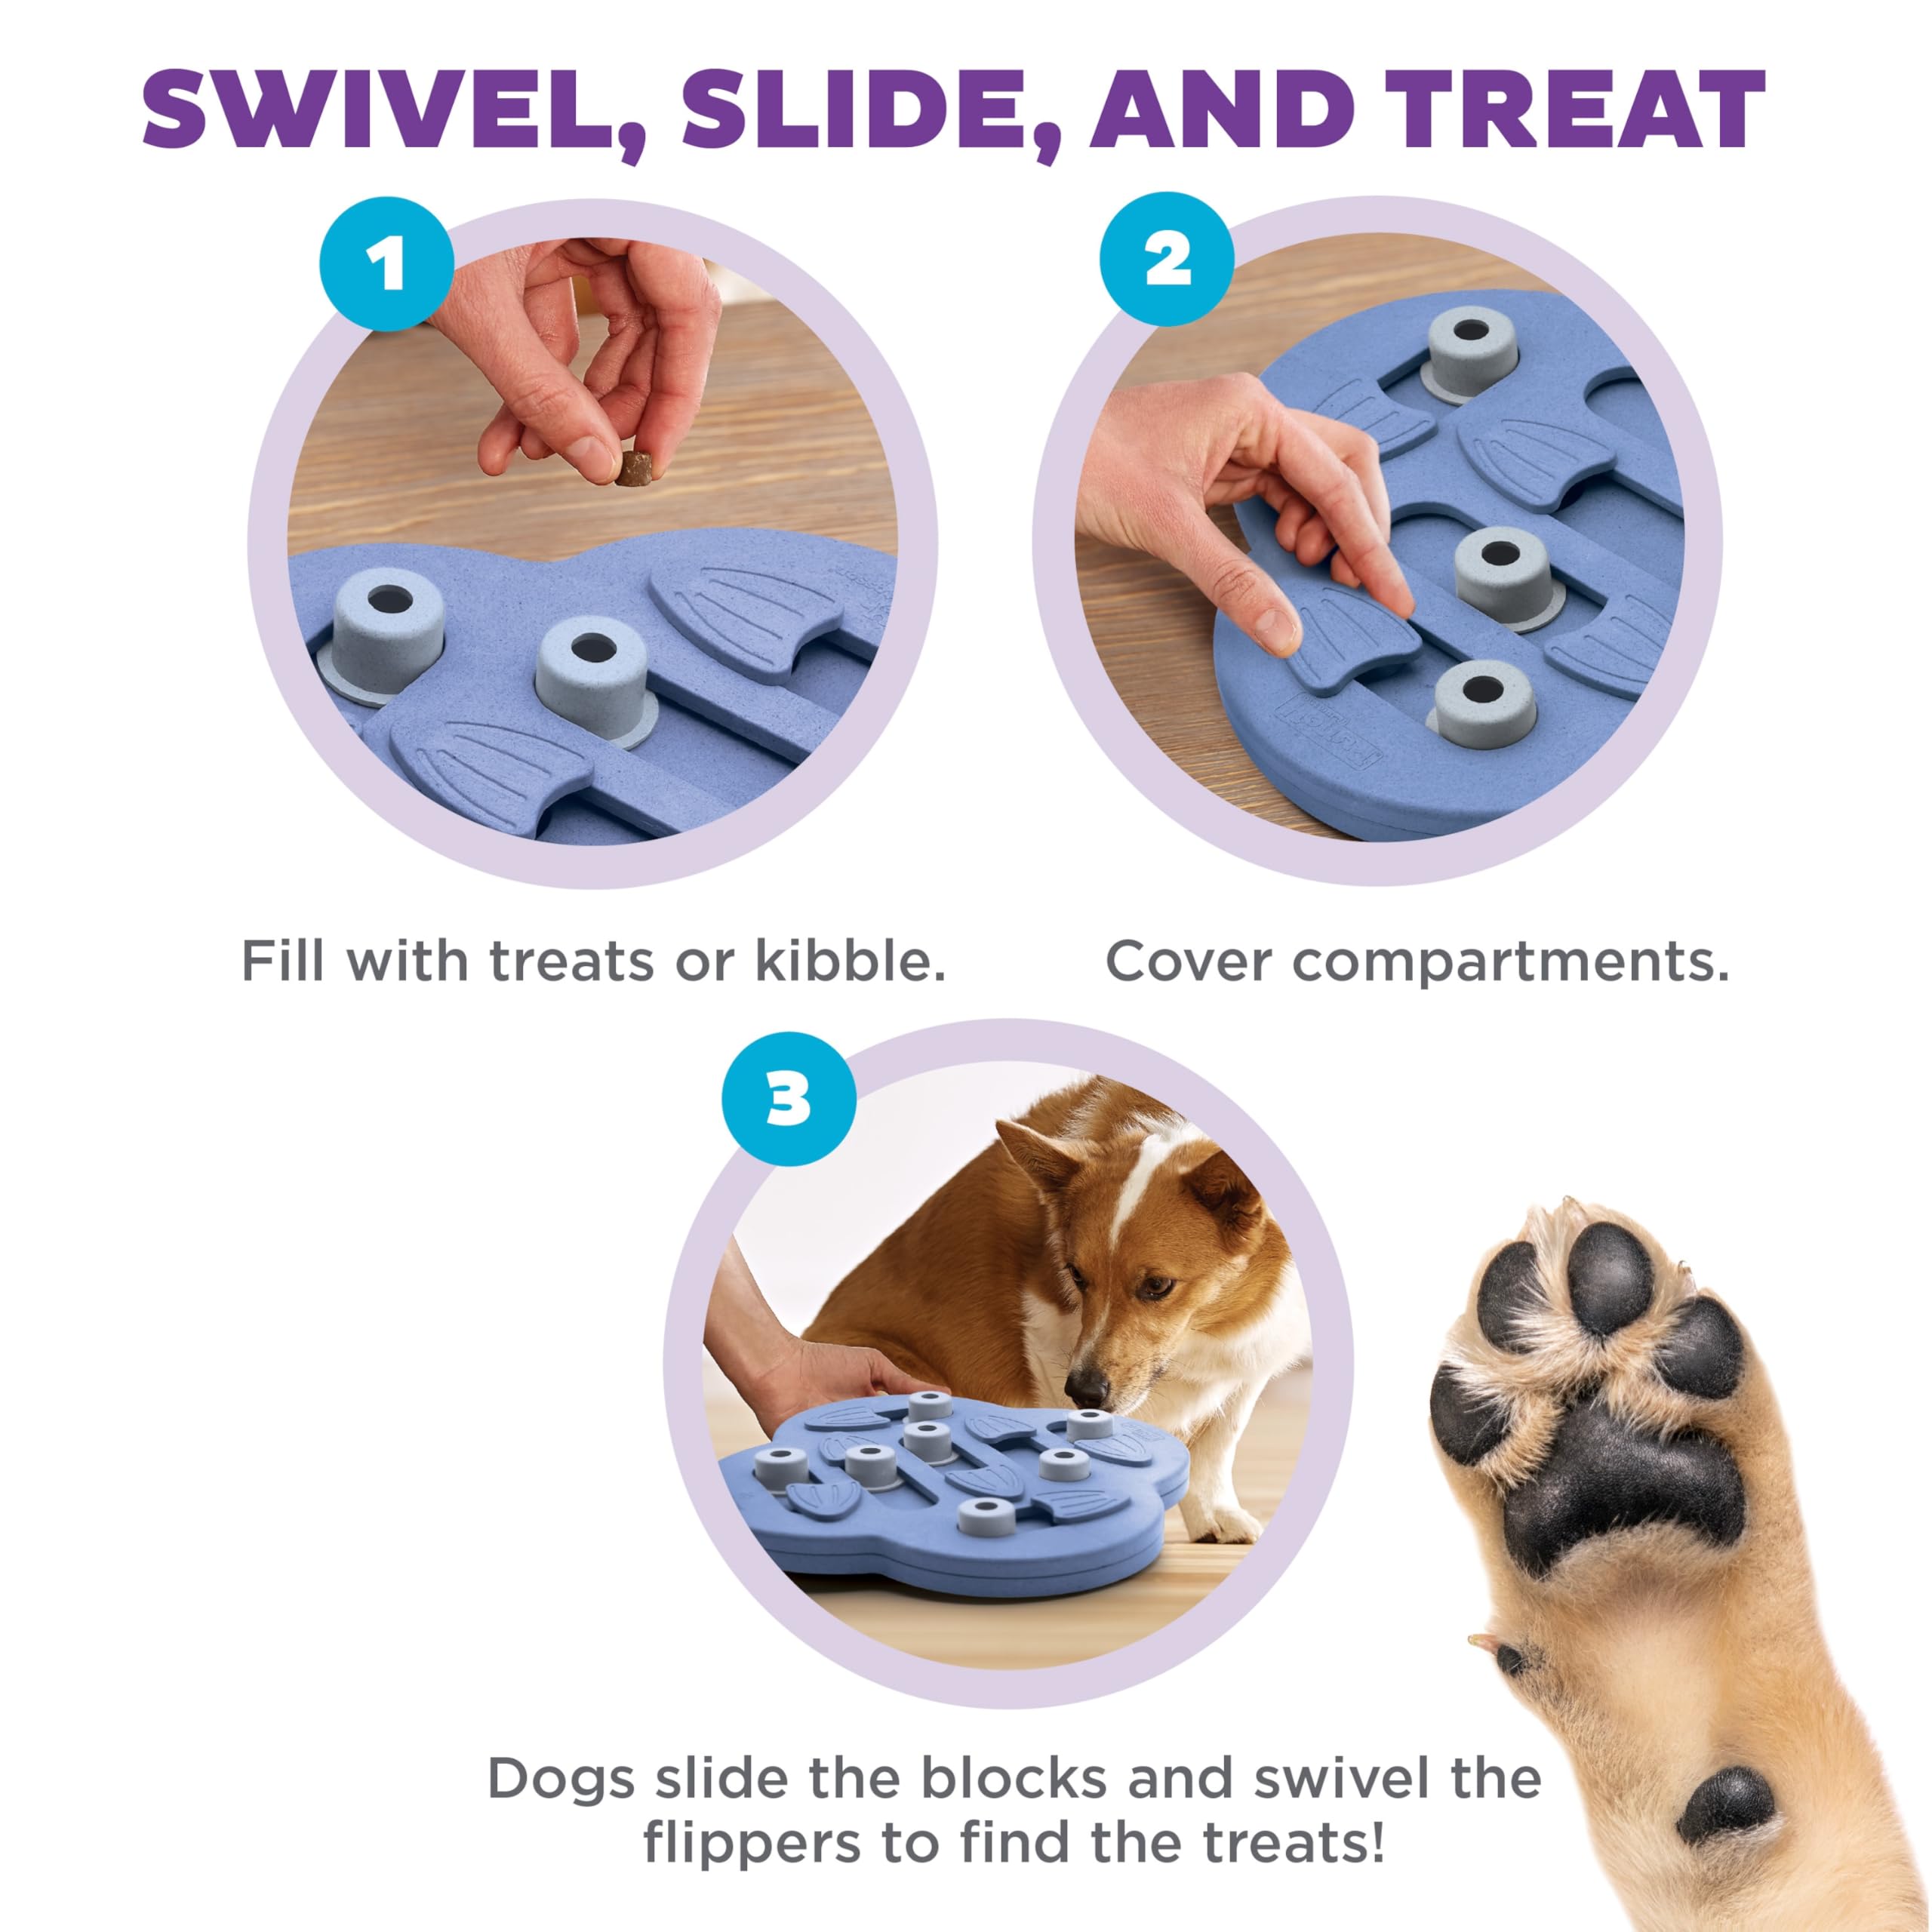 SWIVEL, SLIDE, AND TREAT
1
2
Fill with treats or kibble.
Cover compartments.
3
Dogs slide the blocks and swivel the
flippers to find the treats!